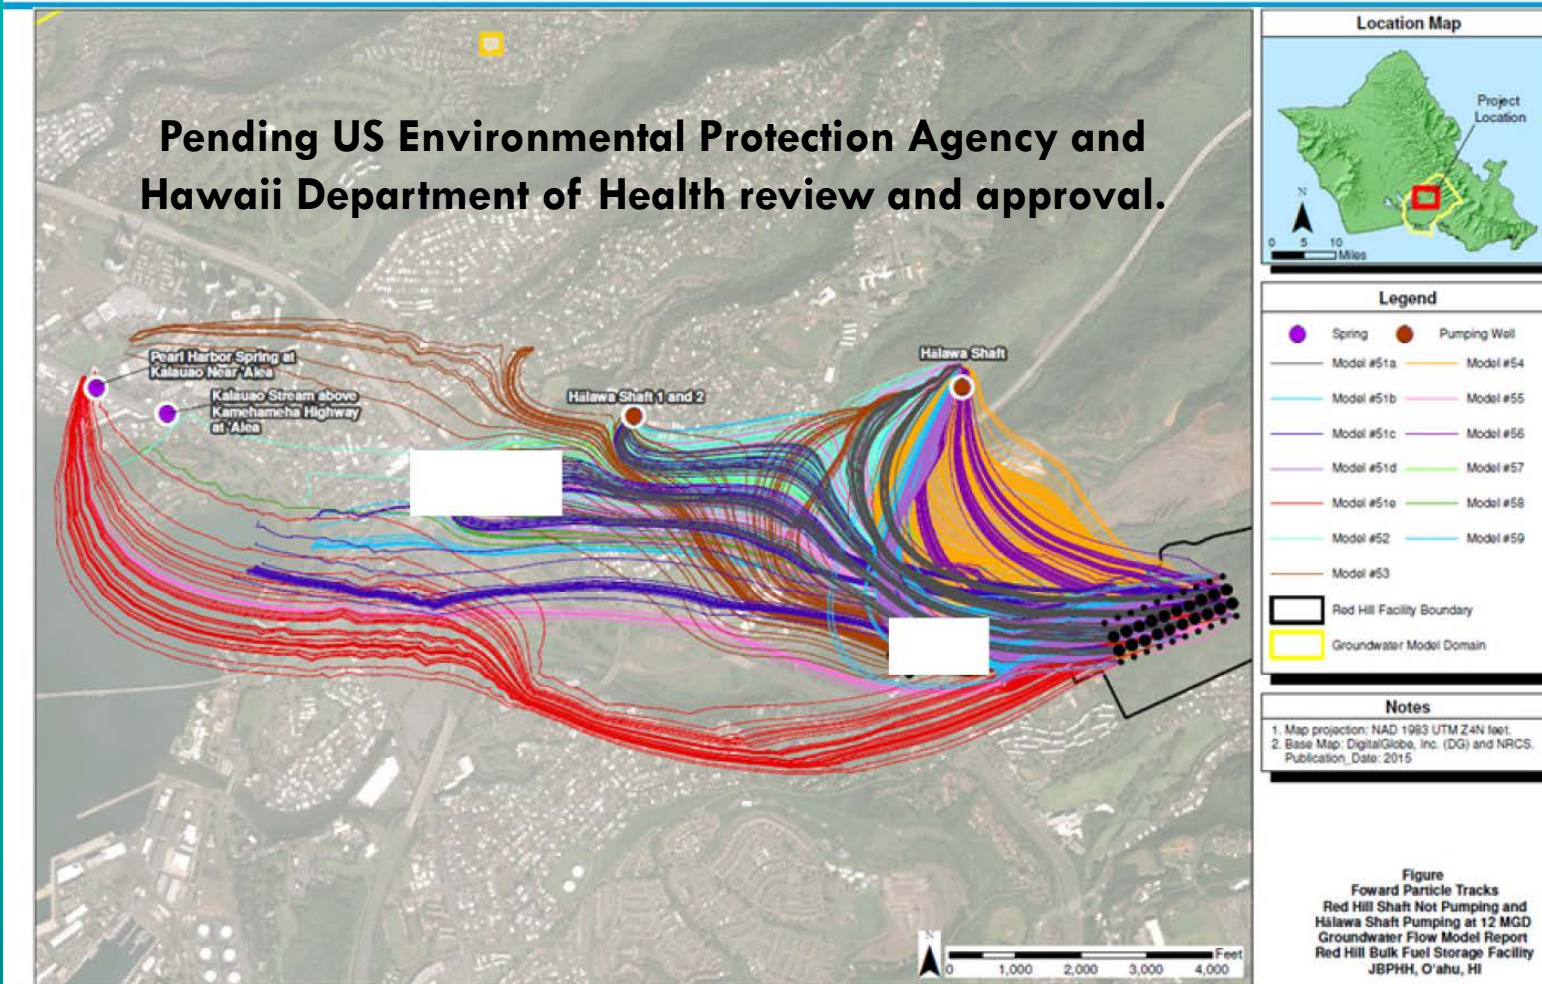 Pending US Environmental Protection Agency and
Hawaii Department of Health review and approval.
Pearl Harbor Spring at
Kalauao Near ʻAiea
Kalauao Stream above
Kamehameha Highway
at ʻAiea
Hālawa Shaft 1 and 2
Hālawa Shaft
N
Feet
0 1,000 2,000 3,000 4,000
Location Map
Project
Location
N
0 5 10
Miles
Legend
Spring Pumping Well
Model #51a Model #54
Model #51b Model #55
Model #51c Model #56
Model #51d Model #57
Model #51e Model #58
Model #52 Model #59
Model #53
Red Hill Facility Boundary
Groundwater Model Domain
Notes
1. Map projection: NAD 1983 UTM Z4N feet.
2. Base Map: DigitalGlobe, Inc. (DG) and NRCS.
Publication_Date: 2015
Figure
Foward Particle Tracks
Red Hill Shaft Not Pumping and
Hālawa Shaft Pumping at 12 MGD
Groundwater Flow Model Report
Red Hill Bulk Fuel Storage Facility
JBPHH, Oʻahu, HI